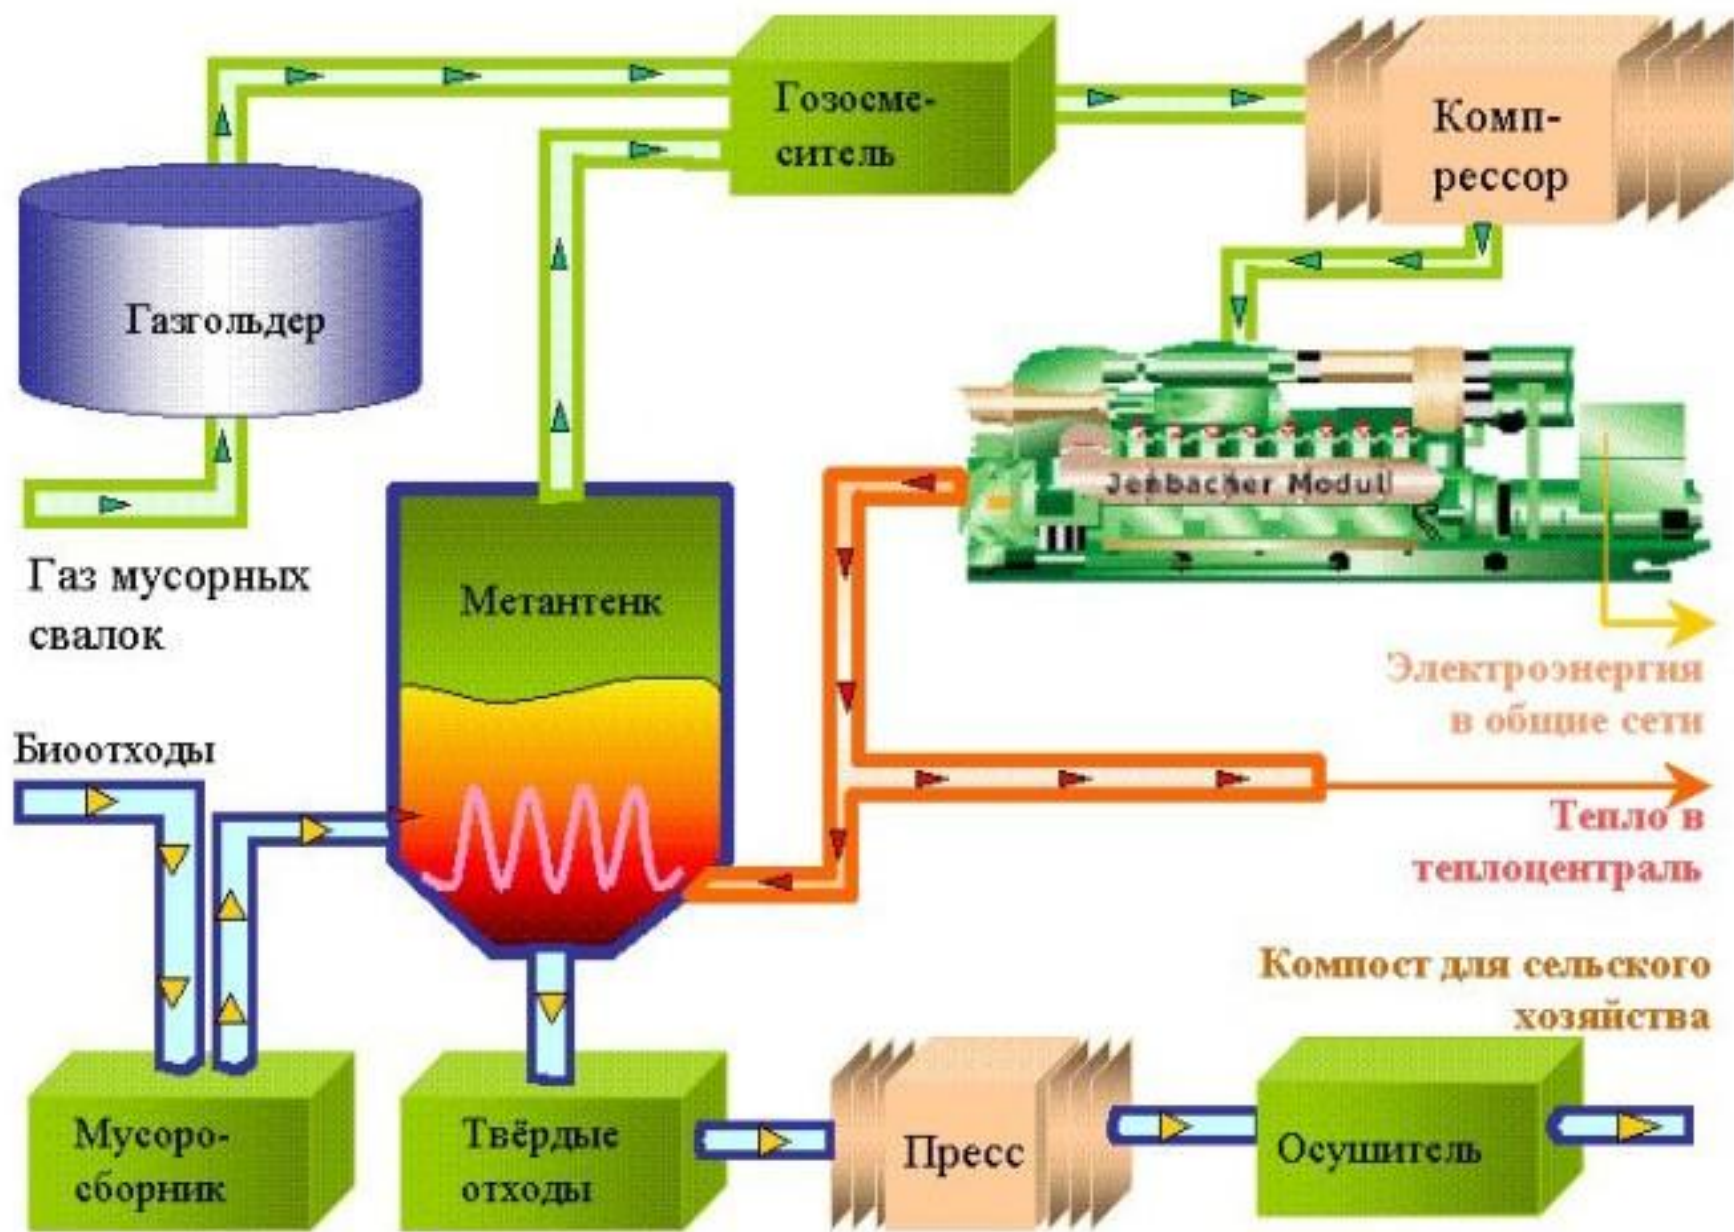 Гозосме-
ситель
Комп-
рессор
Газгольдер
Jenbacher Modul
Газ мусорных
свалок
Метантенк
Электроэнергия
в общие сети
Биоотходы
Тепло в
теплоцентраль
Компост для сельского
хозяйства
Мусоро-
сборник
Твёрдые
отходы
Пресс
Осушитель